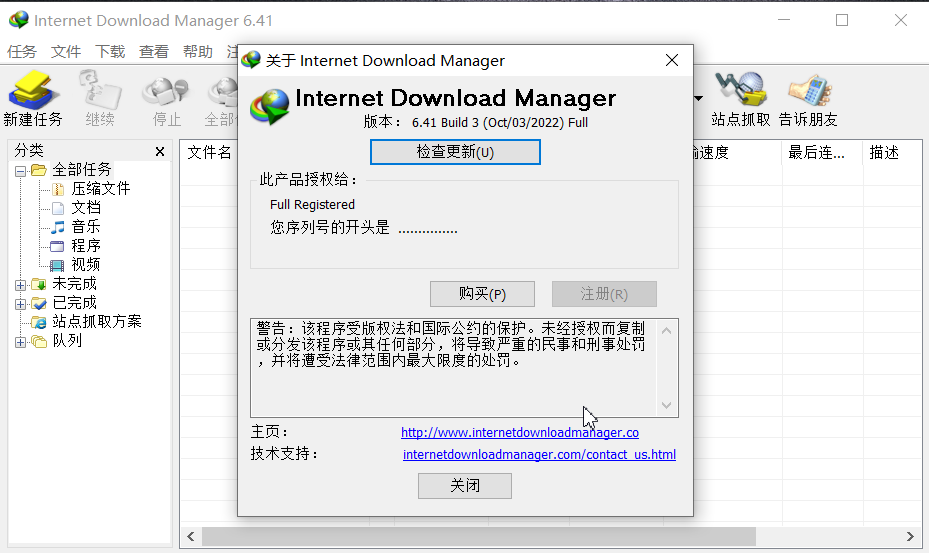 Internet Download Manager 6.41
任务 文件 下载 查看 帮助
关于 Internet Download Manager
新建任务 继续 停止 全部 站点抓取 告诉朋友
Internet Download Manager
版本： 6.41 Build 3 (Oct/03/2022) Full
检查更新(U)
分类
文件名 速度 最后连... 描述
全部任务
压缩文件
文档
音乐
程序
视频
未完成
已完成
站点抓取方案
队列
此产品授权给：
Full Registered
您序列号的开头是 ...............
购买(P) 注册(R)
警告：该程序受版权法和国际公约的保护。未经授权而复制
或分发该程序或其任何部分，将导致严重的民事和刑事处罚
，并将遭受法律范围内最大限度的处罚。
主页： http://www.internetdownloadmanager.co
技术支持： internetdownloadmanager.com/contact_us.html
关闭